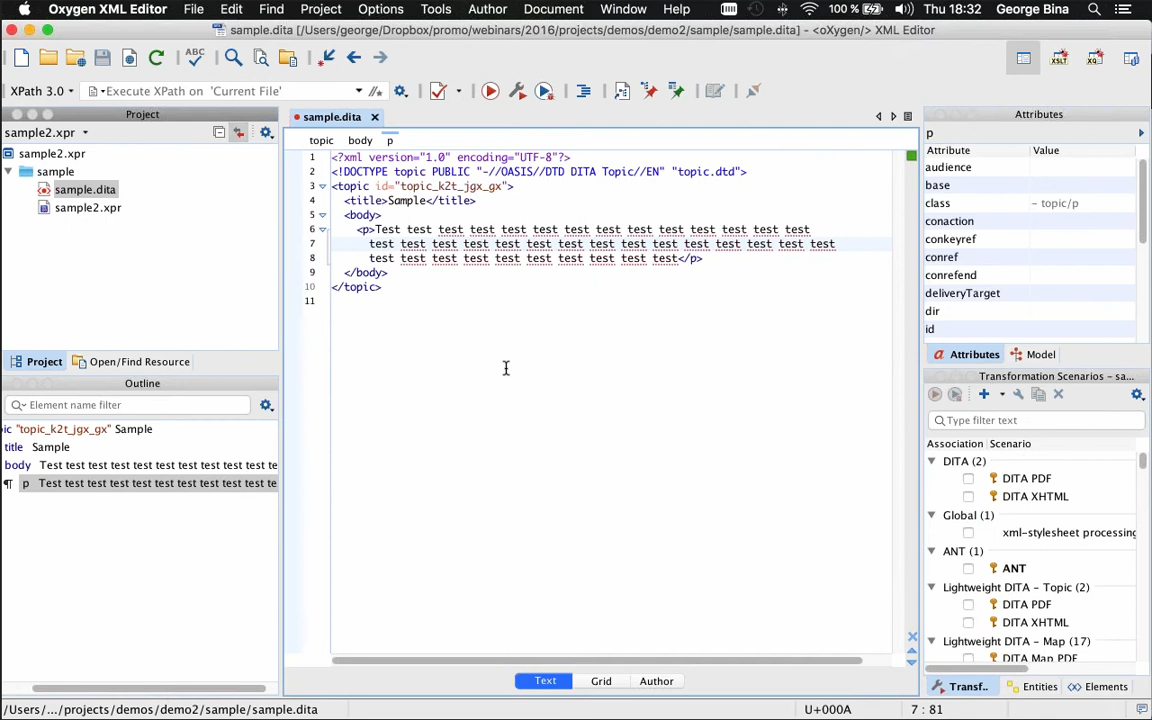 Oxygen XML Editor File Edit Find Project Options Tools Author Document Window Help 100 % Thu 18:32 George Bina
sample.dita [/Users/george/Dropbox/promo/webinars/2016/projects/demos/demo2/sample/sample.dita] - <oXygen/> XML Editor
ABC XSLT XQ
XPath 3.0 Execute XPath on 'Current File'
Project
sample2.xpr
sample2.xpr
sample
sample.dita
sample2.xpr
Project Open/Find Resource
Outline
Element name filter
ic "topic_k2t_jgx_gx" Sample
title Sample
body Test test test test test test test test test te
¶ p Test test test test test test test test test te
sample.dita
topic body p
1 <?xml version="1.0" encoding="UTF-8"?>
2 <!DOCTYPE topic PUBLIC "-//OASIS//DTD DITA Topic//EN" "topic.dtd">
3 <topic id="topic_k2t_jgx_gx">
4 <title>Sample</title>
5 <body>
6 <p>Test test test test test test test test test test test test test test
7 test test test test test test test test test test test test test test test
8 test test test test test test test test test test</p>
9 </body>
10 </topic>
11
Text Grid Author
Attributes
p
Attribute Value
audience
base
class - topic/p
conaction
conkeyref
conref
conrefend
deliveryTarget
dir
id
a Attributes Model
Transformation Scenarios - sa...
Type filter text
Association Scenario
DITA (2)
DITA PDF
DITA XHTML
Global (1)
xml-stylesheet processing
ANT (1)
ANT
Lightweight DITA - Topic (2)
DITA PDF
DITA XHTML
Lightweight DITA - Map (17)
DITA Map PDF
Transf... Entities Elements
/Users/.../projects/demos/demo2/sample/sample.dita U+000A 7 : 81